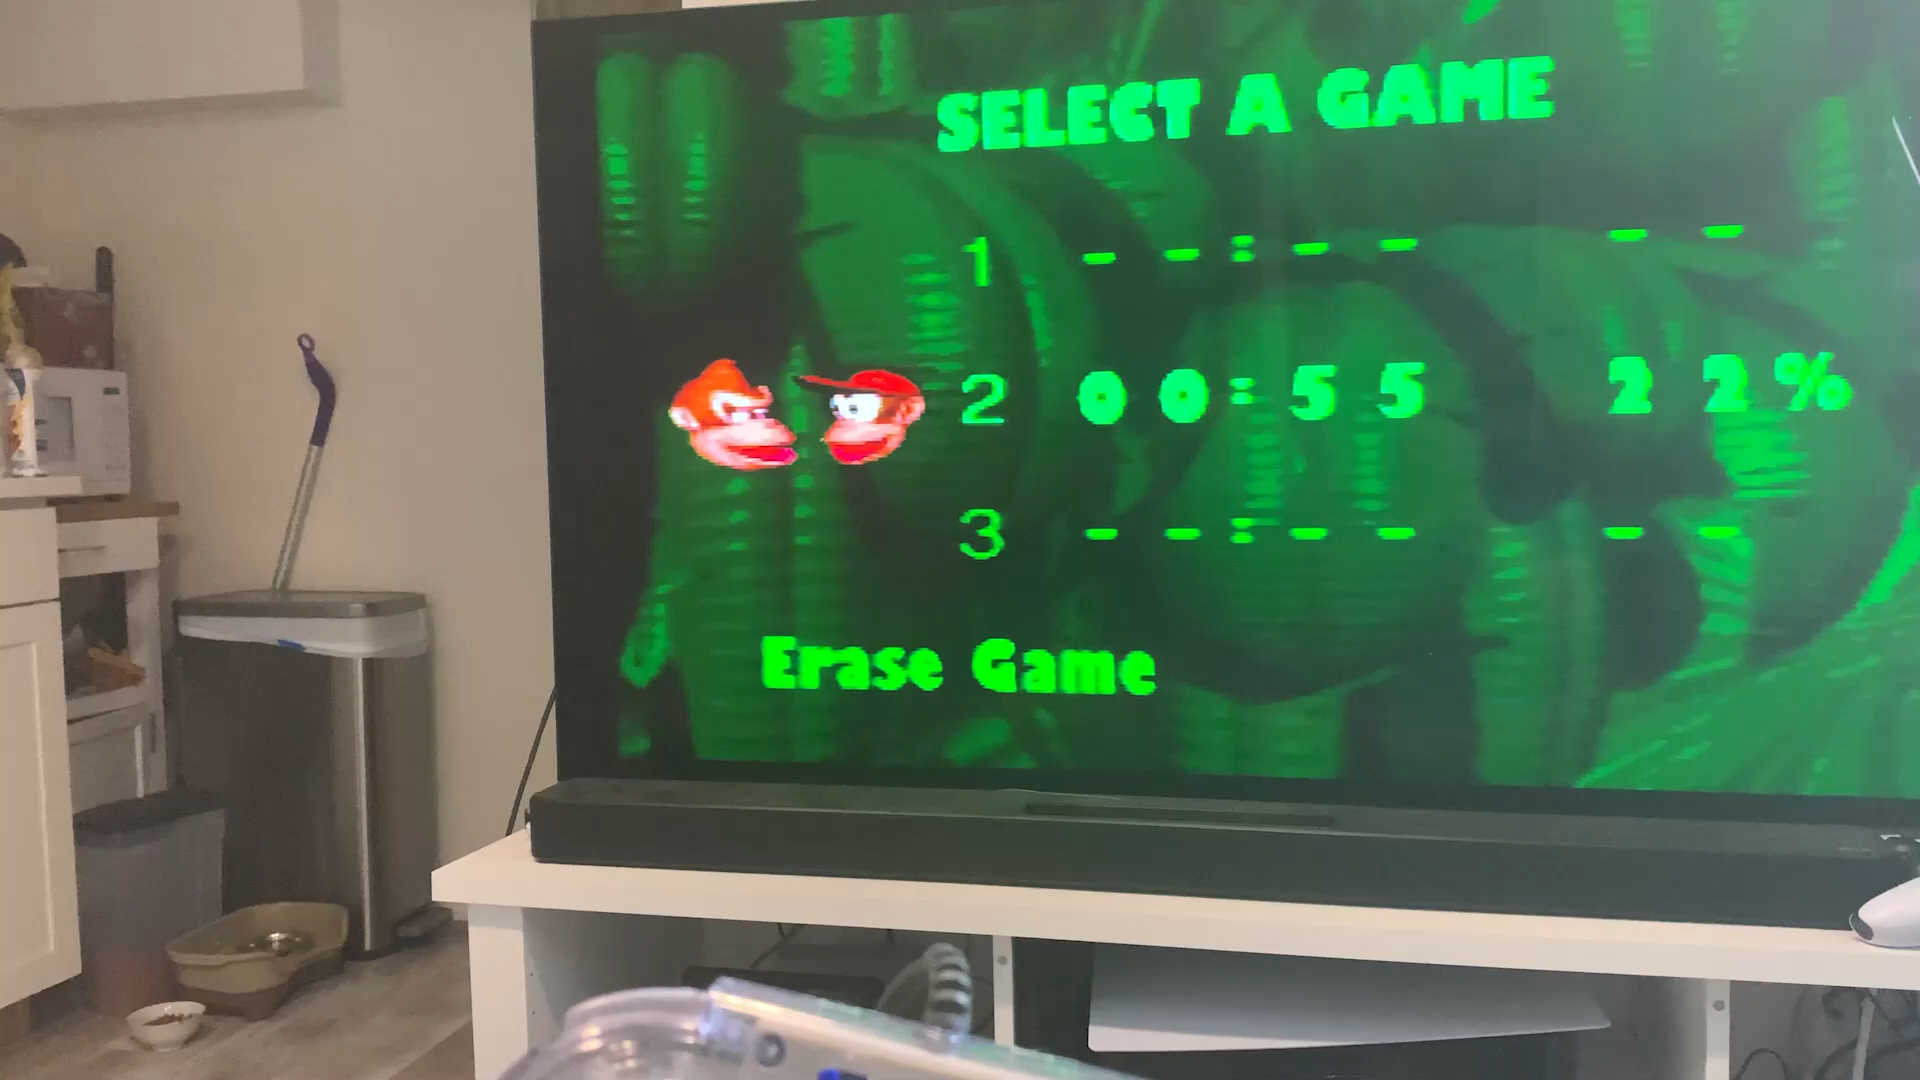 SELECT A GAME
1 - - : - - - -
2 00:55 22%
3 - - : - - - -
Erase Game